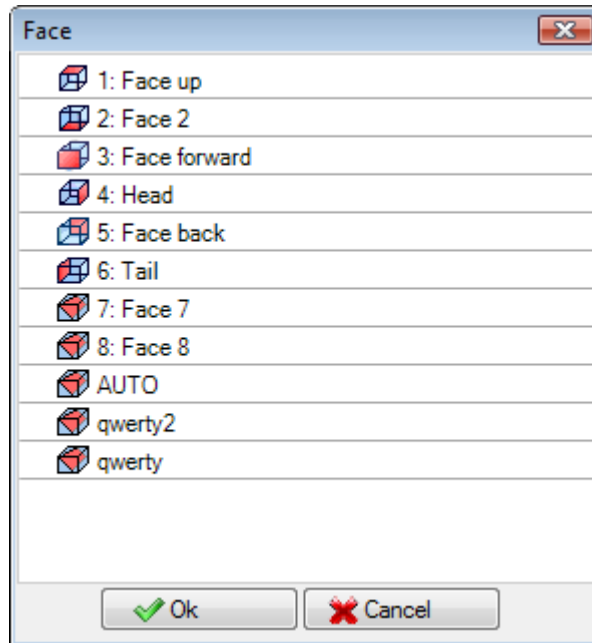 Face
1: Face up
2: Face 2
3: Face forward
4: Head
5: Face back
6: Tail
7: Face 7
8: Face 8
AUTO
qwerty2
qwerty
Ok Cancel